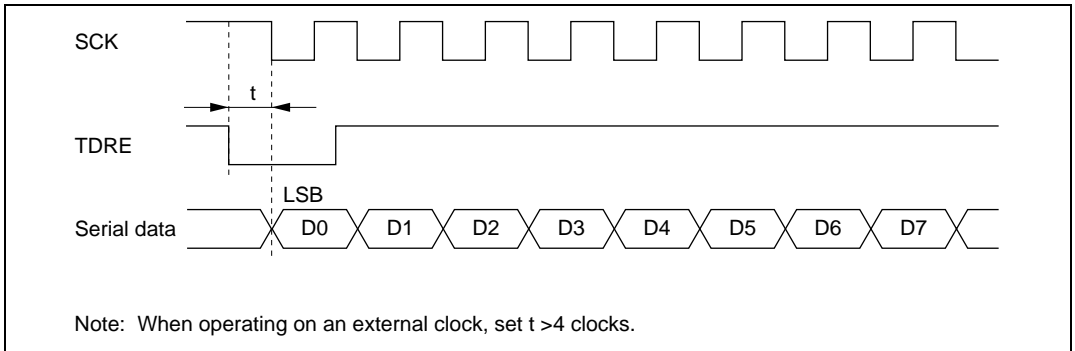 SCK
t
TDRE
LSB
Serial data D0 D1 D2 D3 D4 D5 D6 D7
Note: When operating on an external clock, set t >4 clocks.